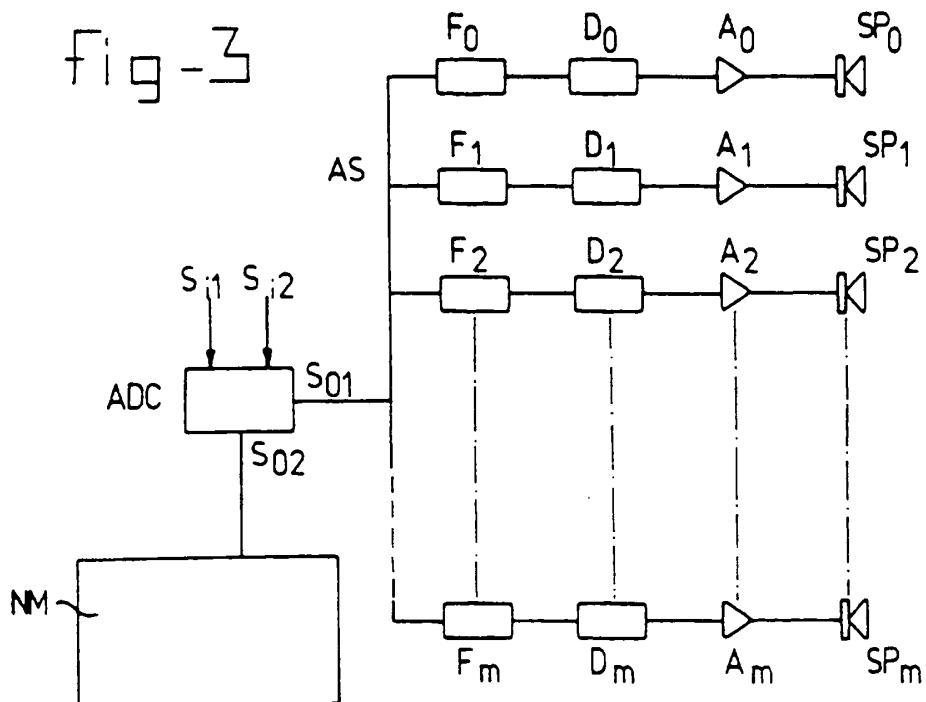 fig-3
F0 D0 A0 SP0
AS
F1 D1 A1 SP1
F2 D2 A2 SP2
Si1 Si2
ADC
S01
S02
NM
Fm Dm Am SPm